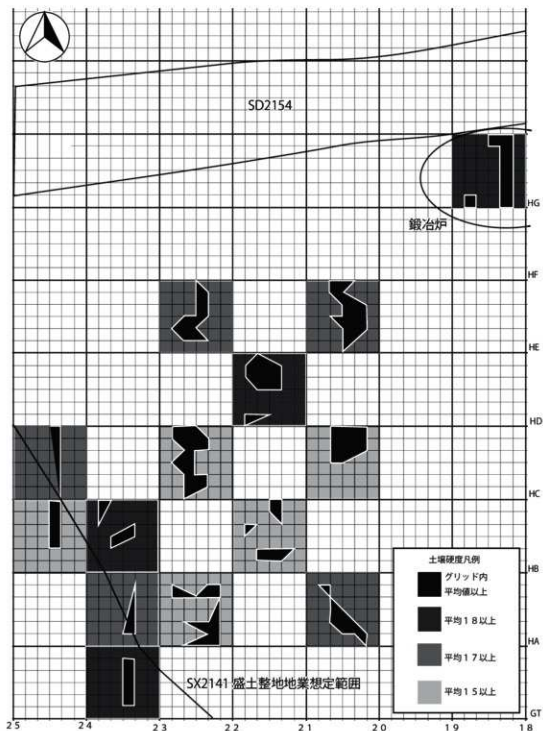 SD2154
HG
鍛冶炉
HF
HE
HD
HC
HB
土壌硬度凡例
グリッド内
平均値以上
平均18以上
平均17以上
平均15以上
HA
SX2141 盛土整地地業想定範囲
GT
25 24 23 22 21 20 19 18